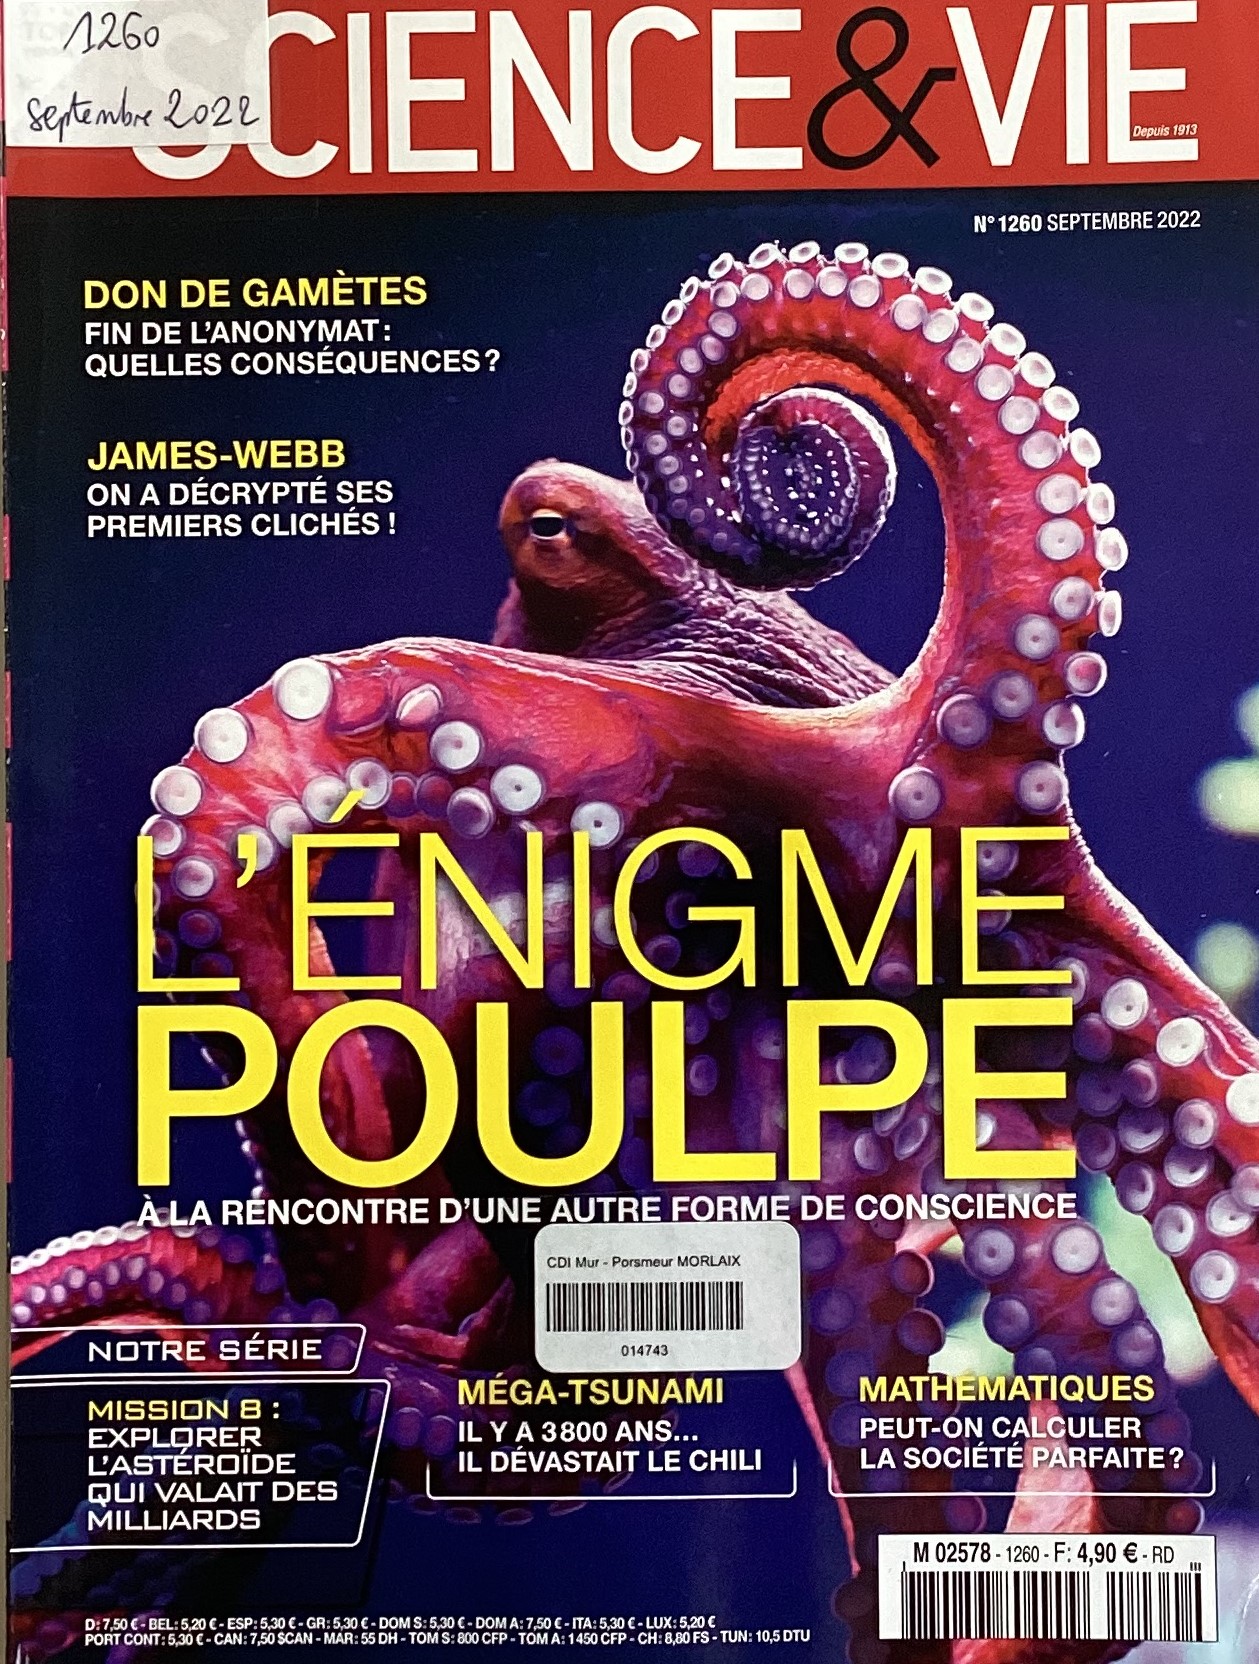 1260
septembre 2022
SCIENCE&VIE
Depuis 1913
N° 1260 SEPTEMBRE 2022
DON DE GAMÈTES
FIN DE L'ANONYMAT :
QUELLES CONSÉQUENCES ?
JAMES-WEBB
ON A DÉCRYPTÉ SES
PREMIERS CLICHÉS !
L'ÉNIGME
POULPE
À LA RENCONTRE D'UNE AUTRE FORME DE CONSCIENCE
CDI Mur - Porsmeur MORLAIX
014743
NOTRE SÉRIE
MISSION 8 :
EXPLORER
L'ASTÉROÏDE
QUI VALAIT DES
MILLIARDS
MÉGA-TSUNAMI
IL Y A 3800 ANS...
IL DÉVASTAIT LE CHILI
MATHÉMATIQUES
PEUT-ON CALCULER
LA SOCIÉTÉ PARFAITE ?
M 02578 - 1260 - F: 4,90 € - RD
D: 7,50 € - BEL: 5,20 € - ESP: 5,30 € - GR: 5,30 € - DOM S: 5,30 € - DOM A: 7,50 € - ITA: 5,30 € - LUX: 5,20 €
PORT CONT: 5,30 € - CAN: 7,50 $CAN - MAR: 55 DH - TOM S: 800 CFP - TOM A: 1450 CFP - CH: 8,80 FS - TUN: 10,5 DTU